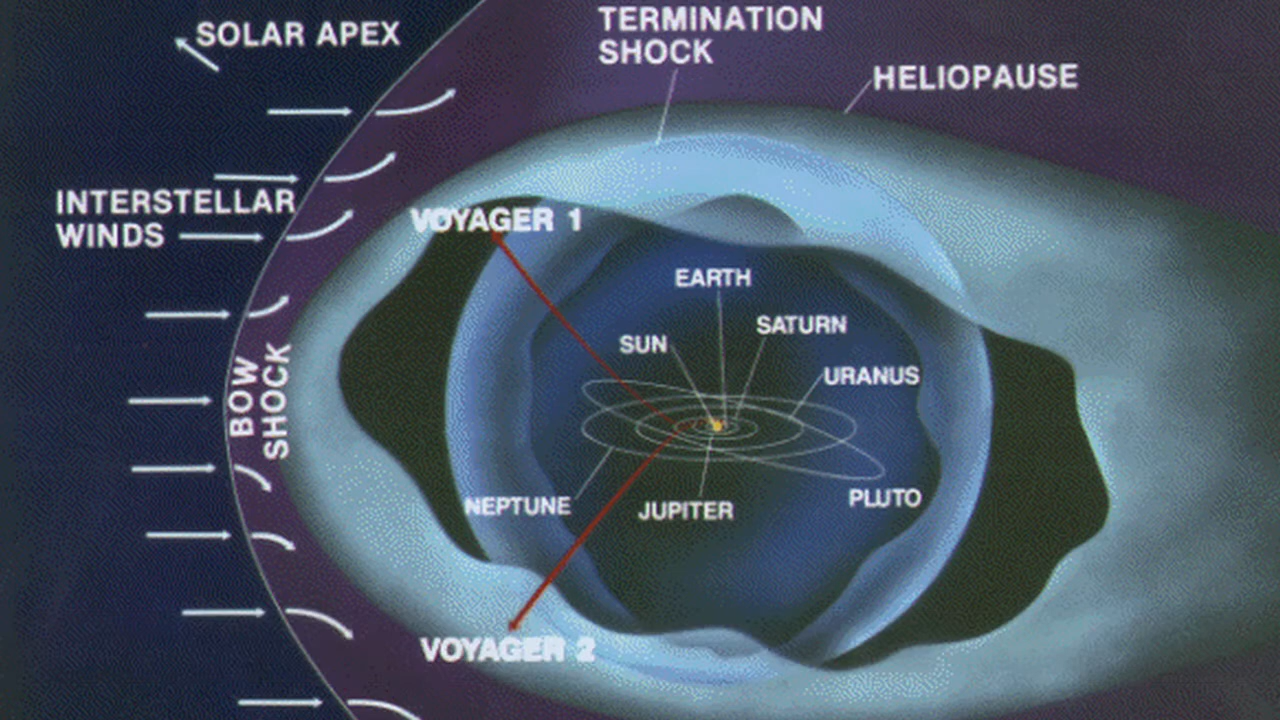 SOLAR APEX
TERMINATION
SHOCK
HELIOPAUSE
INTERSTELLAR
WINDS
VOYAGER 1
EARTH
SATURN
SUN
URANUS
BOW
SHOCK
NEPTUNE
JUPITER
PLUTO
VOYAGER 2